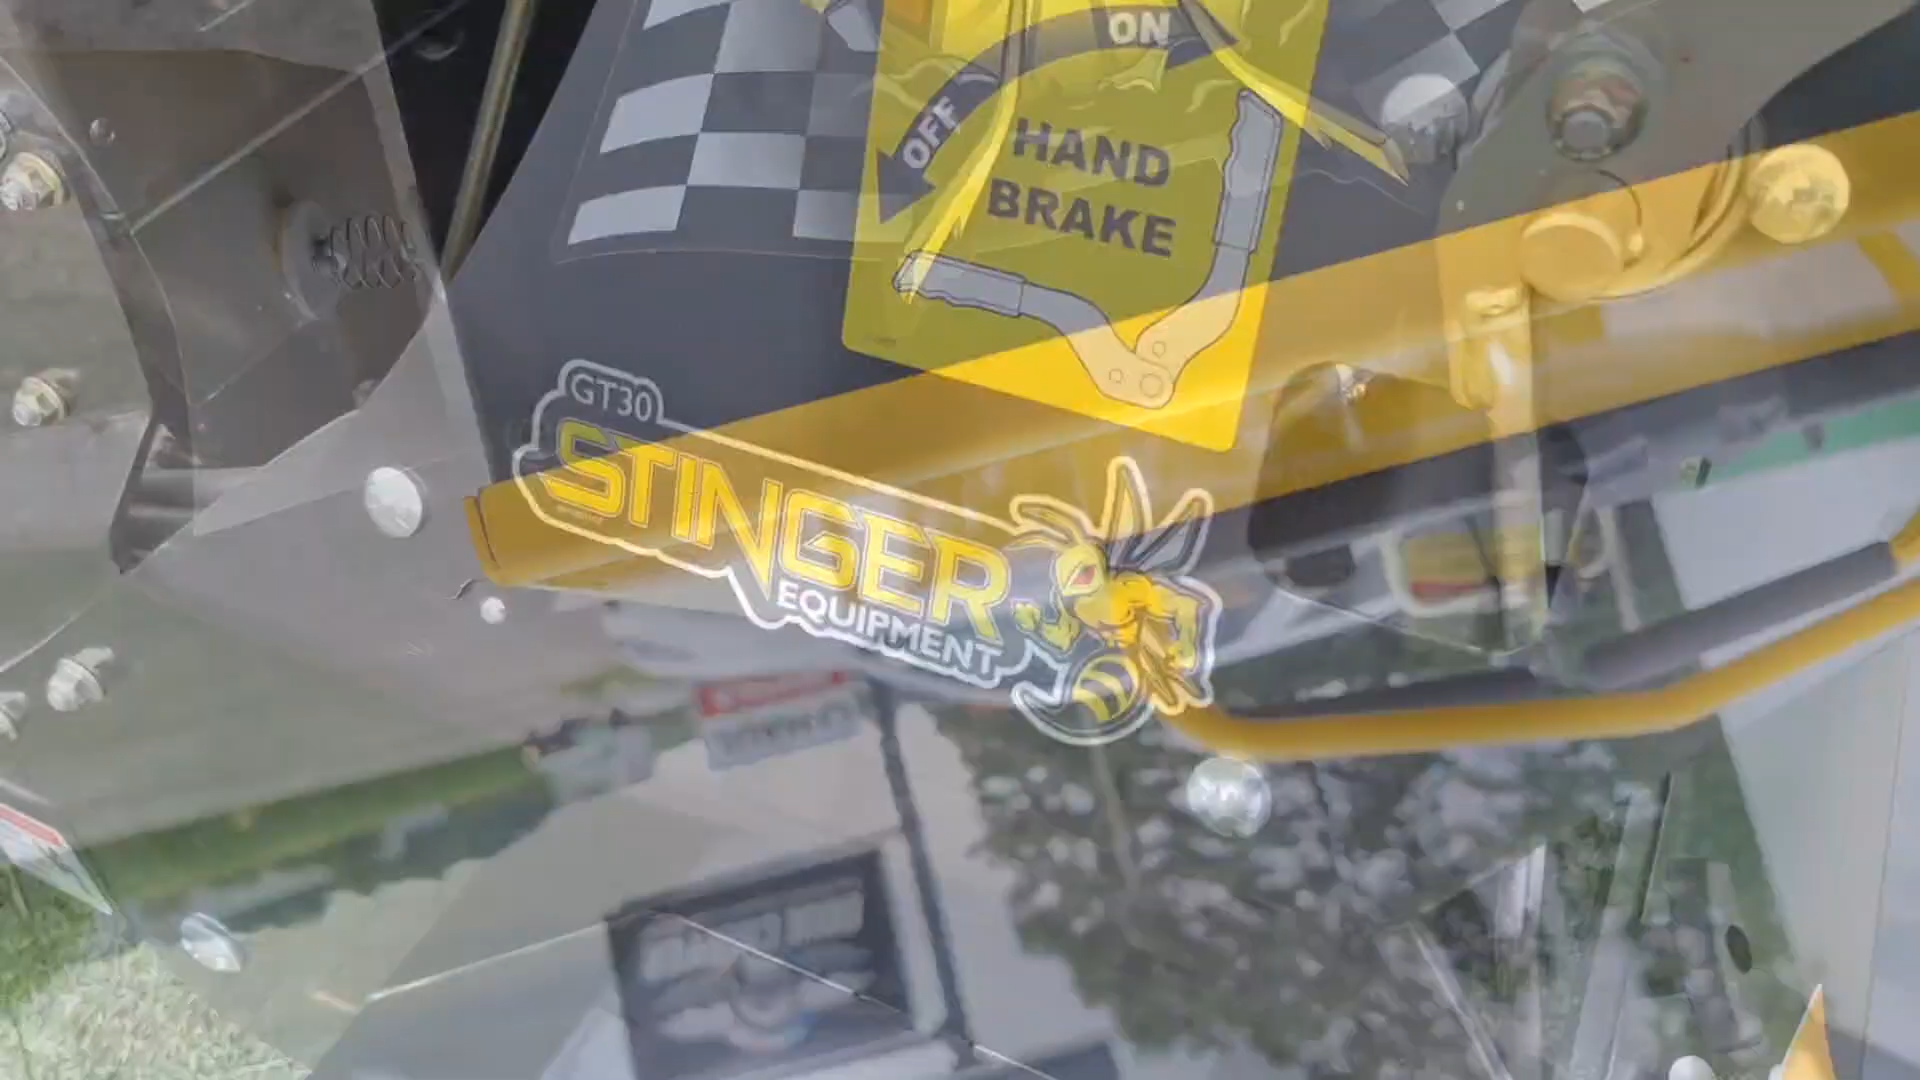 ON
OFF
HAND
BRAKE
GT30
STINGER
EQUIPMENT